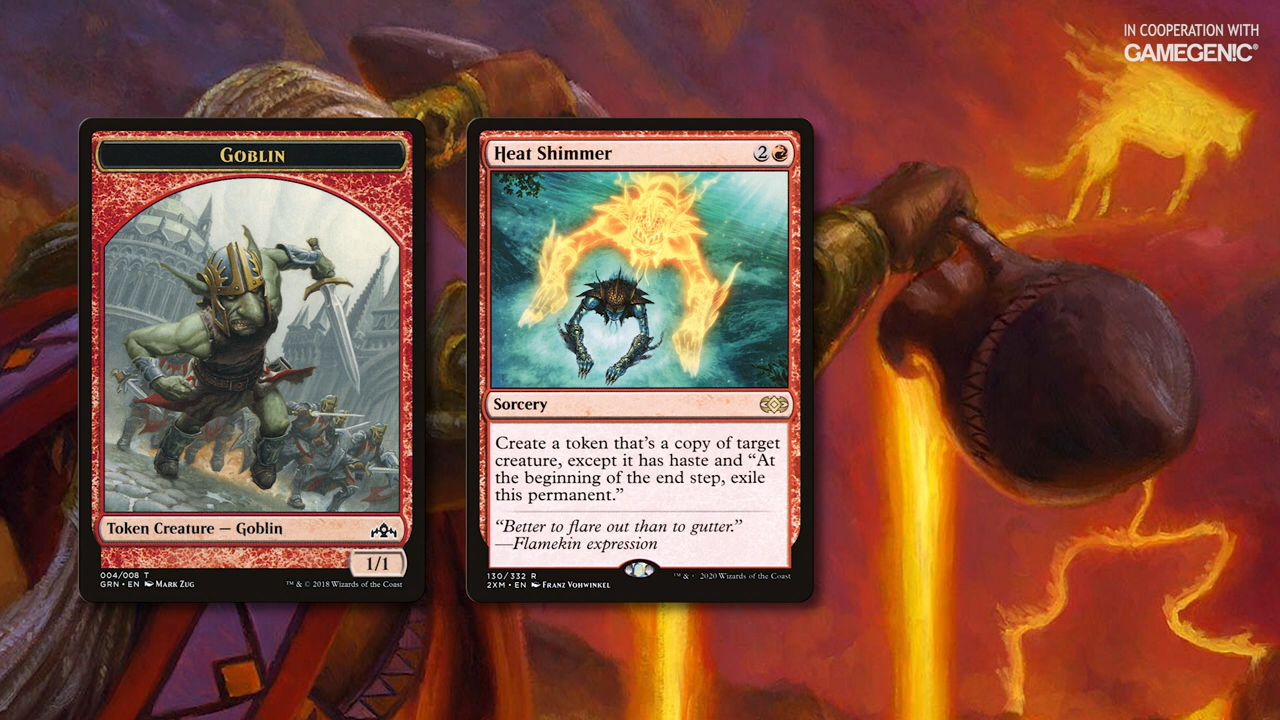 IN COOPERATION WITH
GAMEGENIC®
GOBLIN
Token Creature — Goblin
1/1
004/008 T
GRN • EN MARK ZUG
™ & © 2018 Wizards of the Coast
Heat Shimmer
2
Sorcery
Create a token that's a copy of target
creature, except it has haste and “At
the beginning of the end step, exile
this permanent.”
“Better to flare out than to gutter.”
—Flamekin expression
130/332 R
2XM • EN FRANZ VOHWINKEL
™ & © 2020 Wizards of the Coast